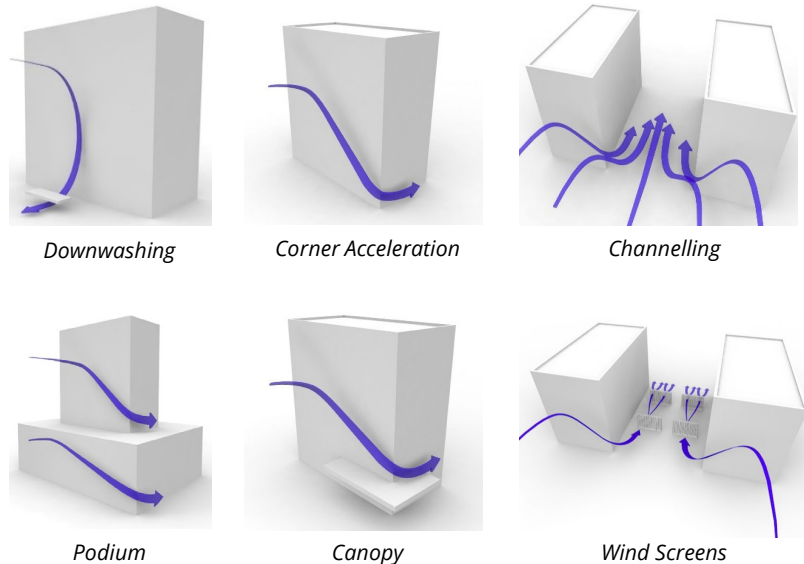 Downwashing
Corner Acceleration
Channelling
Podium
Canopy
Wind Screens